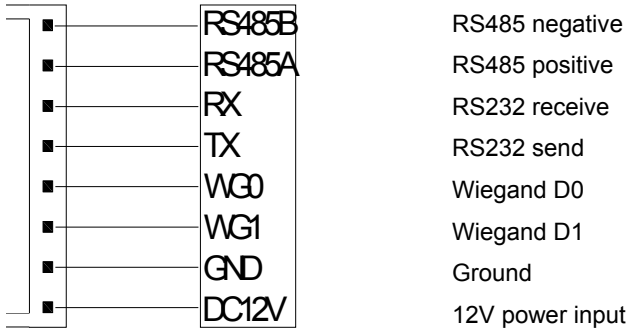 RS485B RS485 negative
RS485A RS485 positive
RX RS232 receive
TX RS232 send
WG0 Wiegand D0
WG1 Wiegand D1
GND Ground
DC12V 12V power input